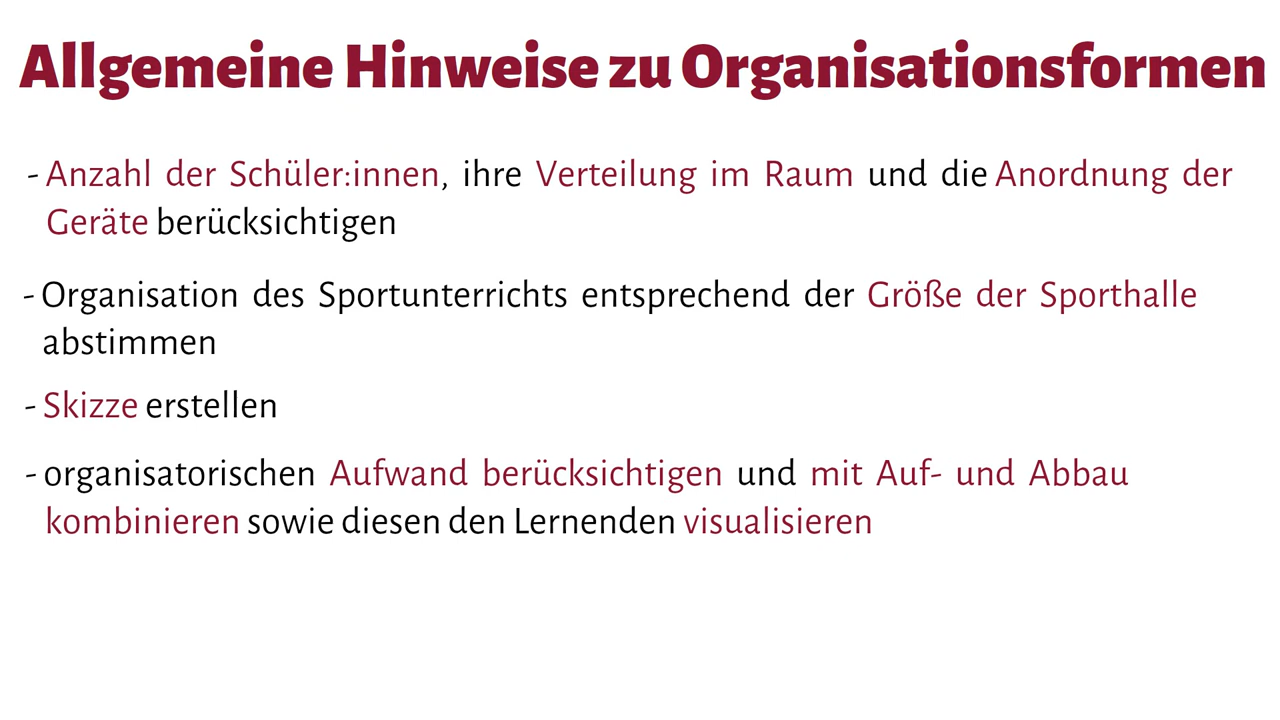 Allgemeine Hinweise zu Organisationsformen
- Anzahl der Schüler:innen, ihre Verteilung im Raum und die Anordnung der
Geräte berücksichtigen
- Organisation des Sportunterrichts entsprechend der Größe der Sporthalle
abstimmen
- Skizze erstellen
- organisatorischen Aufwand berücksichtigen und mit Auf- und Abbau
kombinieren sowie diesen den Lernenden visualisieren